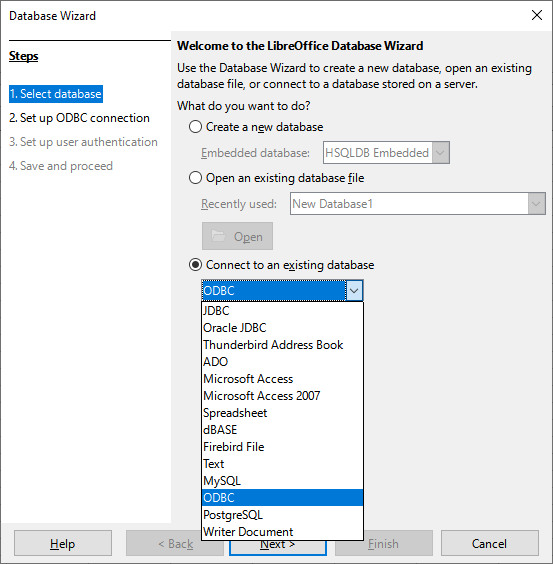 Database Wizard
Steps
1. Select database
2. Set up ODBC connection
3. Set up user authentication
4. Save and proceed
Welcome to the LibreOffice Database Wizard
Use the Database Wizard to create a new database, open an existing
database file, or connect to a database stored on a server.
What do you want to do?
Create a new database
Embedded database: HSQLDB Embedded
Open an existing database file
Recently used: New Database1
Open
Connect to an existing database
ODBC
JDBC
Oracle JDBC
Thunderbird Address Book
ADO
Microsoft Access
Microsoft Access 2007
Spreadsheet
dBASE
Firebird File
Text
MySQL
ODBC
PostgreSQL
Writer Document
Help < Back Next > Finish Cancel